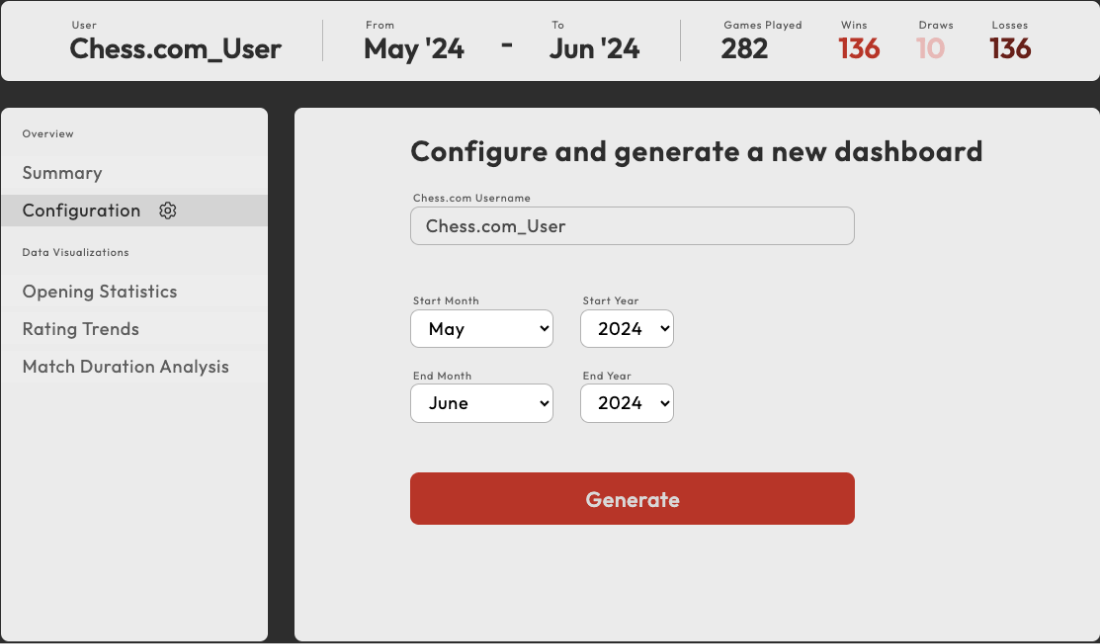 User From To Games Played Wins Draws Losses
Chess.com_User May '24 - Jun '24 282 136 10 136
Overview
Summary
Configuration
Data Visualizations
Opening Statistics
Rating Trends
Match Duration Analysis
Configure and generate a new dashboard
Chess.com Username
Chess.com_User
Start Month Start Year
May 2024
End Month End Year
June 2024
Generate